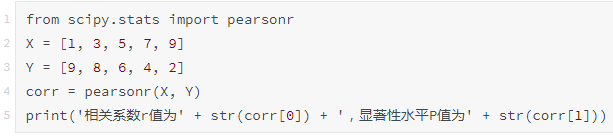 1 from scipy.stats import pearsonr
2 X = [1, 3, 5, 7, 9]
3 Y = [9, 8, 6, 4, 2]
4 corr = pearsonr(X, Y)
5 print('相关系数r值为' + str(corr[0]) + '，显著性水平P值为' + str(corr[1]))